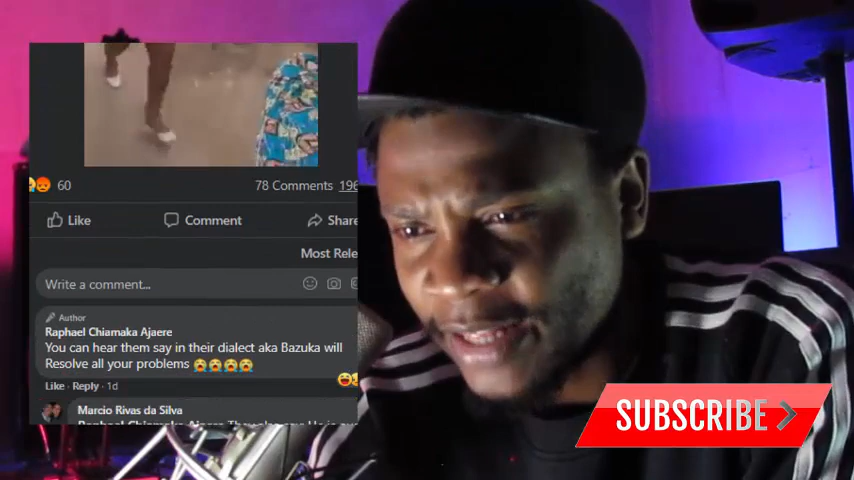 60
78 Comments 196
Like
Comment
Share
Most Rele
Write a comment...
Author
Raphael Chiamaka Ajaere
You can hear them say in their dialect aka Bazuka will
Resolve all your problems 😭😭😭😭
Like · Reply · 1d
Marcio Rivas da Silva
SUBSCRIBE